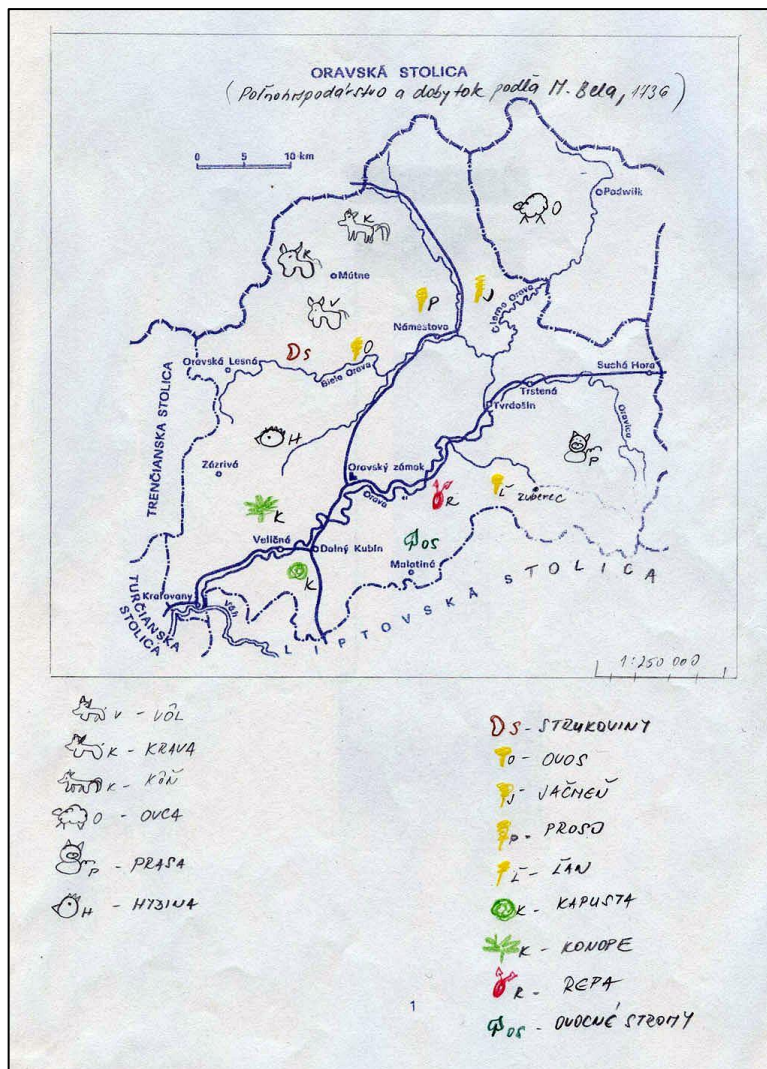 ORAVSKÁ STOLICA
(Poľnohospodárstvo a dobytok podľa M. Bela, 1736)
0 5 10 km
Podwilk
O
K
K
Mútne
V
P
J
Čierna Orava
Námestovo
S
O
Oravská Lesná
Biela Orava
Suchá Hora
Trstená
Tvrdošín
Oravica
TRENČIANSKA STOLICA
H
P
Zázrivá
Oravský zámok
Orava
R
Ľ
Zuberec
K
OS
Veličná
Dolný Kubín
Malatiná
K
Kraľovany
Váh
TURČIANSKA STOLICA
LIPTOVSKÁ STOLICA
1:250 000
V - VÔL
K - KRAVA
K - KÔŇ
O - OVCA
P - PRASA
H - HYDINA
S - STRUKOVINY
O - OVOS
J - JAČMEŇ
P - PROSO
Ľ - ĽAN
K - KAPUSTA
K - KONOPE
R - REPA
OS - OVOCNÉ STROMY
1